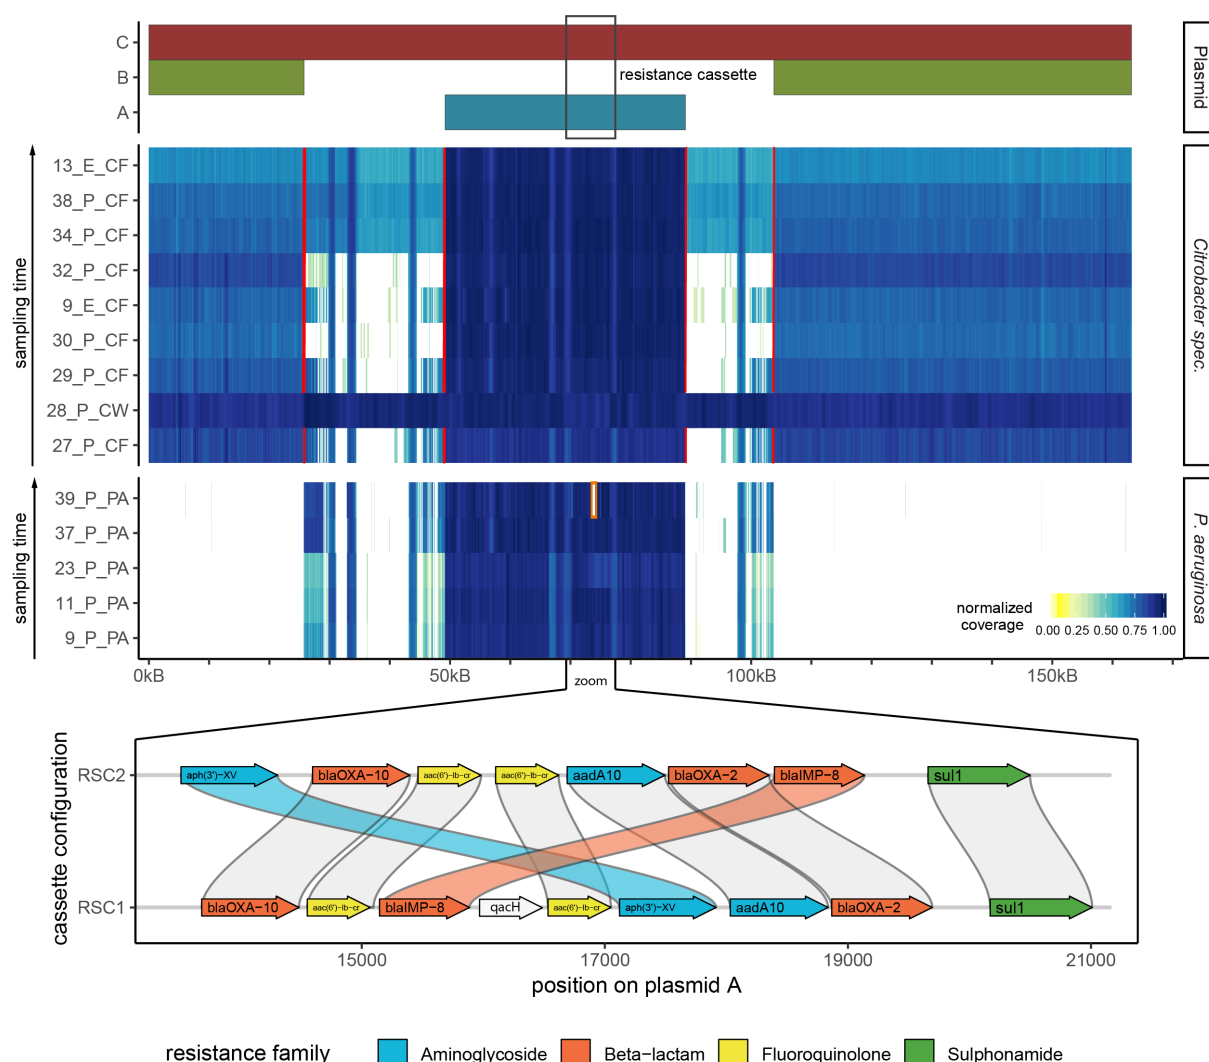 C
B
A
resistance cassette
Plasmid
13_E_CF
38_P_CF
34_P_CF
32_P_CF
9_E_CF
30_P_CF
29_P_CF
28_P_CW
27_P_CF
sampling time
Citrobacter spec.
39_P_PA
37_P_PA
23_P_PA
11_P_PA
9_P_PA
sampling time
P. aeruginosa
normalized
coverage
0.00 0.25 0.50 0.75 1.00
0kB 50kB 100kB 150kB
zoom
cassette configuration
RSC2
aph(3')−XV blaOXA−10 aac(6')−Ib−cr aac(6')−Ib−cr aadA10 blaOXA−2 blaIMP−8 sul1
RSC1
blaOXA−10 aac(6')−Ib−cr blaIMP−8 qacH aac(6')−Ib−cr aph(3')−XV aadA10 blaOXA−2 sul1
15000 17000 19000 21000
position on plasmid A
resistance family Aminoglycoside Beta−lactam Fluoroquinolone Sulphonamide